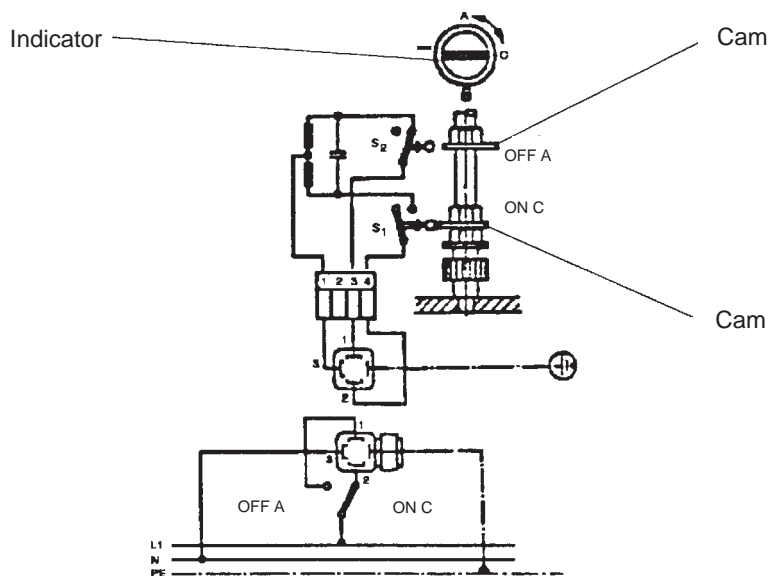 A
Indicator
Cam
C
S2
OFF A
ON C
S1
1 2 3 4
Cam
1
3
2
1
3
2
OFF A
ON C
L1
N
PE